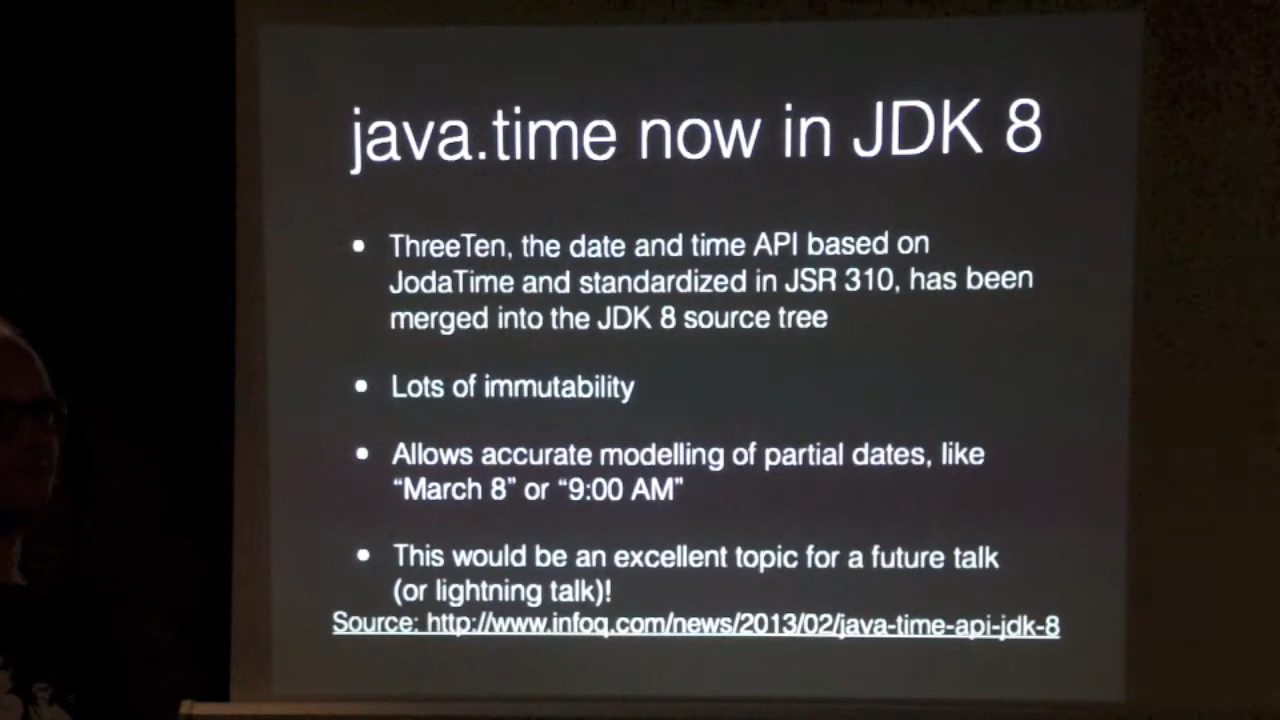 java.time now in JDK 8
• ThreeTen, the date and time API based on
JodaTime and standardized in JSR 310, has been
merged into the JDK 8 source tree
• Lots of immutability
• Allows accurate modelling of partial dates, like
“March 8” or “9:00 AM”
• This would be an excellent topic for a future talk
(or lightning talk)!
Source: http://www.infoq.com/news/2013/02/java-time-api-jdk-8